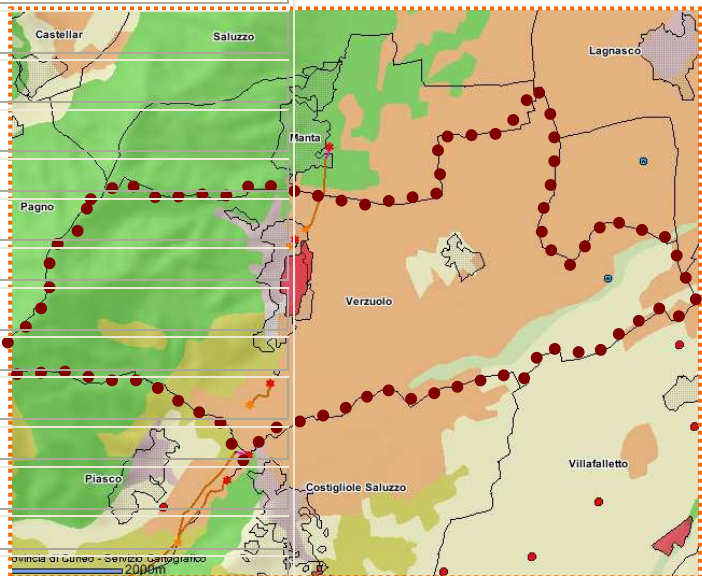 Castellar
Saluzzo
Lagnasco
Manta
Pagno
Verzuolo
Villafalletto
Piasco
Costigliole Saluzzo
ovincia di Cuneo - Servizio Cartografico
2000m